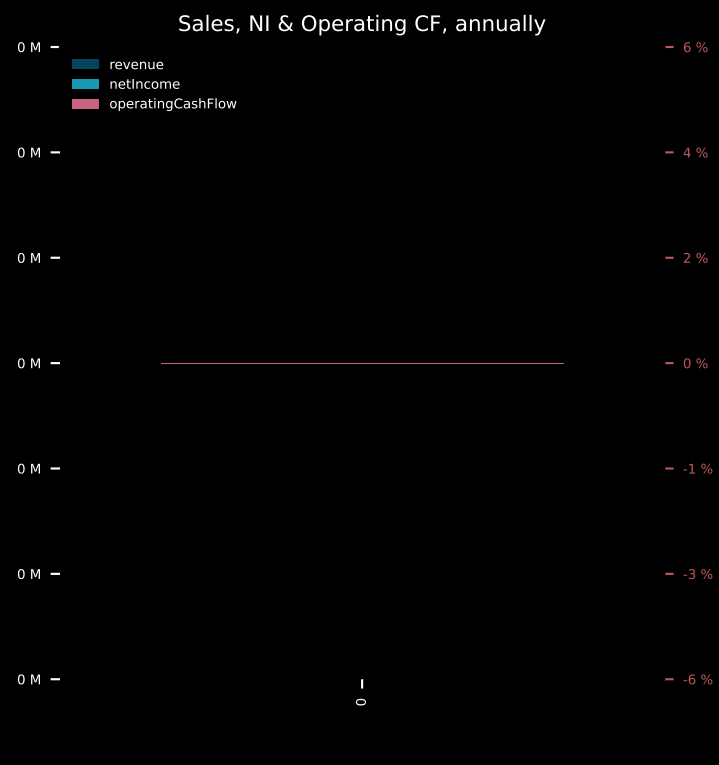 Sales, NI & Operating CF, annually
0 M
6 %
revenue
netIncome
operatingCashFlow
0 M
4 %
0 M
2 %
0 M
0 %
0 M
-1 %
0 M
-3 %
0 M
-6 %
0